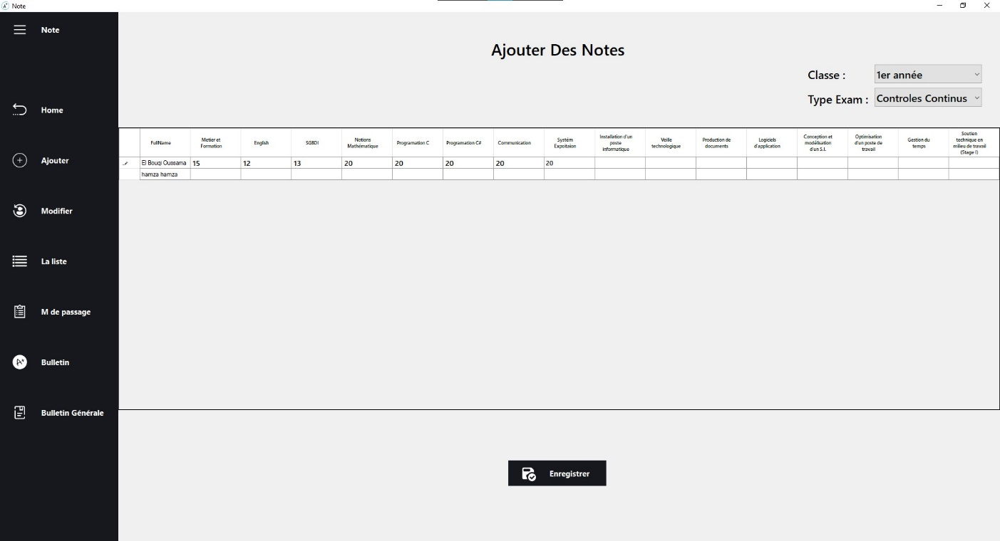 Note
Note
Ajouter Des Notes
Classe :
1er année
Type Exam :
Controles Continus
Home
Ajouter
Modifier
La liste
M de passage
Bulletin
Bulletin Générale
FullName
Metier et
Formation
English
SGBDI
Notions
Mathématique
Programation C
Programation C#
Communication
Systém
Expoitaion
Installation d'un
poste
informatique
Veille
technologique
Production de
documents
Logiciels
d'application
Conception et
modélisation
d'un S.I.
Optimisation
d'un poste de
travail
Gestion du
temps
Soutien
technique en
milieu de travail
(Stage I)
El Bouqi Oussama 15 12 13 20 20 20 20 20
hamza hamza
Enregistrer